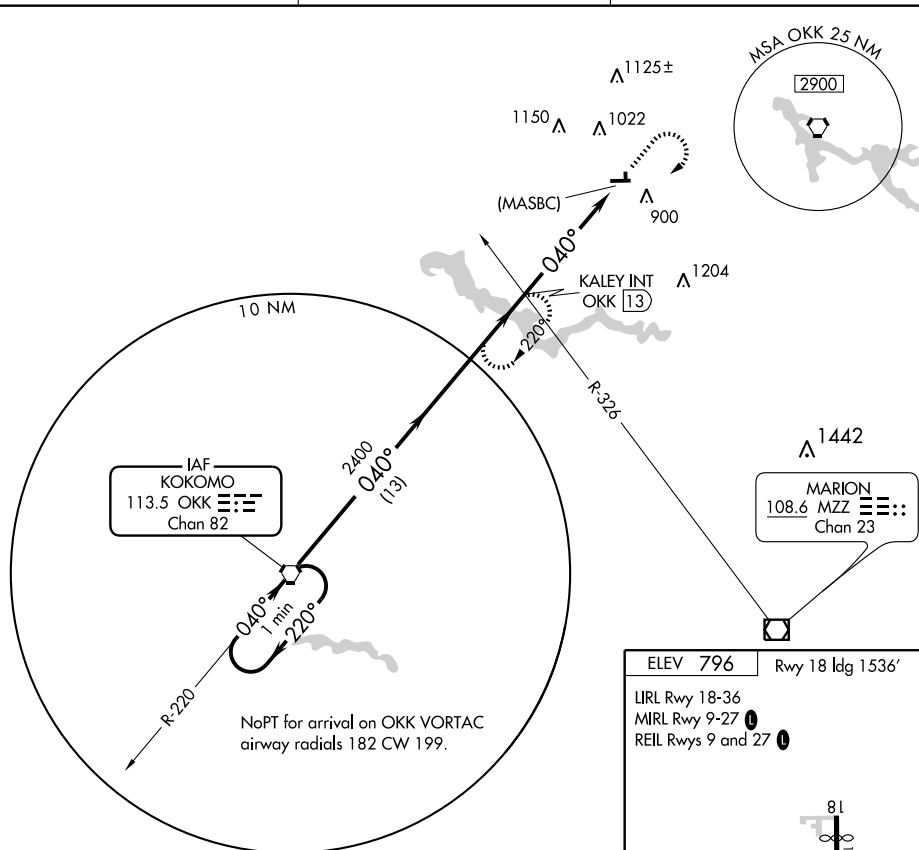 MSA OKK 25 NM
2900
1125±
1150
1022
(MASBC)
900
040°
KALEY INT
OKK 13
1204
10 NM
220°
R-326
2400
040°
(13)
1442
IAF
KOKOMO
113.5 OKK
Chan 82
MARION
108.6 MZZ
Chan 23
040°
1 min
220°
R-220
NoPT for arrival on OKK VORTAC
airway radials 182 CW 199.
ELEV 796
Rwy 18 ldg 1536'
LIRL Rwy 18-36
MIRL Rwy 9-27 L
REIL Rwys 9 and 27 L
18